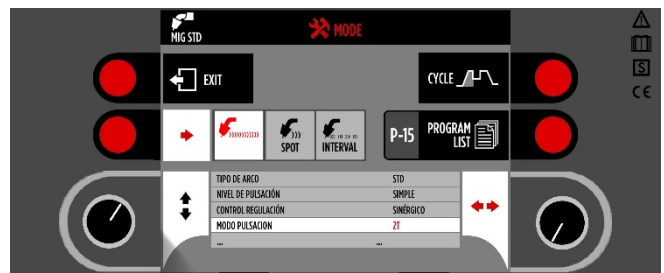 MIG STD
MODE
EXIT
CYCLE
SPOT
INTERVAL
P-15
PROGRAM
LIST
TIPO DE ARCO STD
NIVEL DE PULSACIÓN SIMPLE
CONTROL REGULACIÓN SINÉRGICO
MODO PULSACION 2T
... ...
S
CE